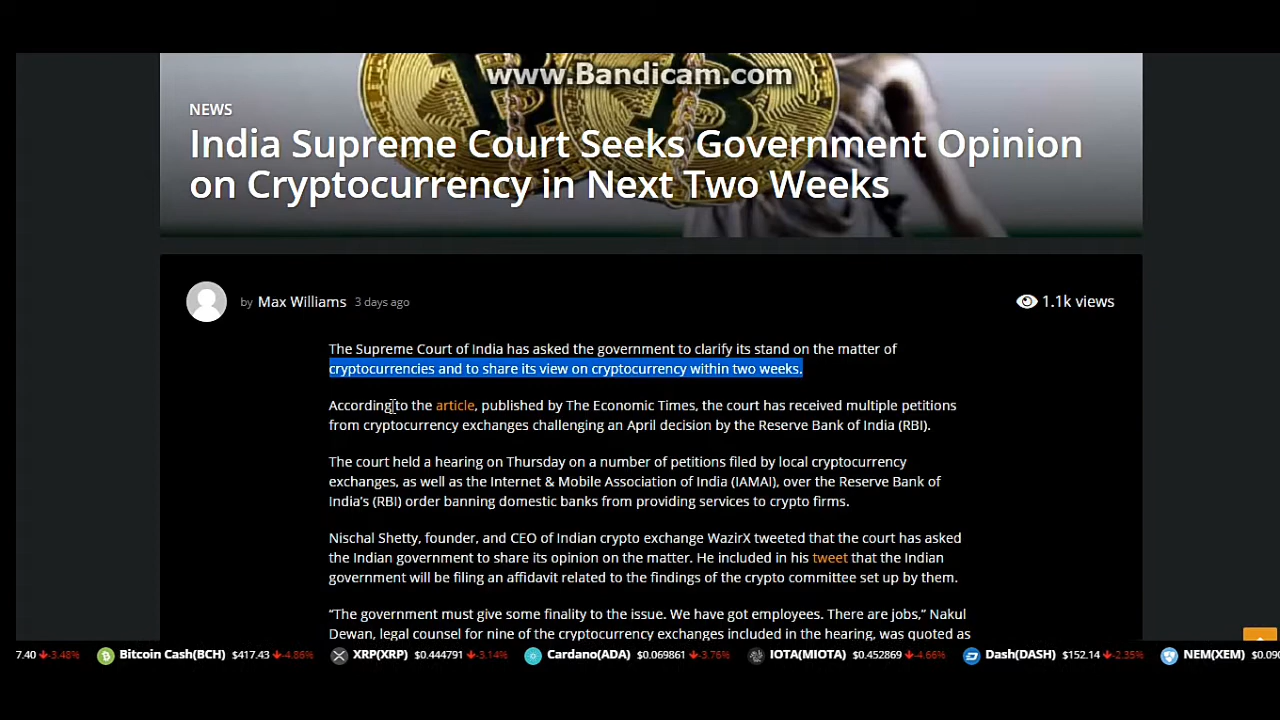 www.Bandicam.com
NEWS
India Supreme Court Seeks Government Opinion
on Cryptocurrency in Next Two Weeks
by Max Williams 3 days ago
1.1k views
The Supreme Court of India has asked the government to clarify its stand on the matter of
cryptocurrencies and to share its view on cryptocurrency within two weeks.
According to the article, published by The Economic Times, the court has received multiple petitions
from cryptocurrency exchanges challenging an April decision by the Reserve Bank of India (RBI).
The court held a hearing on Thursday on a number of petitions filed by local cryptocurrency
exchanges, as well as the Internet & Mobile Association of India (IAMAI), over the Reserve Bank of
India’s (RBI) order banning domestic banks from providing services to crypto firms.
Nischal Shetty, founder, and CEO of Indian crypto exchange WazirX tweeted that the court has asked
the Indian government to share its opinion on the matter. He included in his tweet that the Indian
government will be filing an affidavit related to the findings of the crypto committee set up by them.
“The government must give some finality to the issue. We have got employees. There are jobs,” Nakul
Dewan, legal counsel for nine of the cryptocurrency exchanges included in the hearing, was quoted as
7.40 -3.48% Bitcoin Cash(BCH) $417.43 -4.86% XRP(XRP) $0.444791 -3.14% Cardano(ADA) $0.069861 -3.76% IOTA(MIOTA) $0.452869 -4.66% Dash(DASH) $152.14 -2.35% NEM(XEM) $0.090